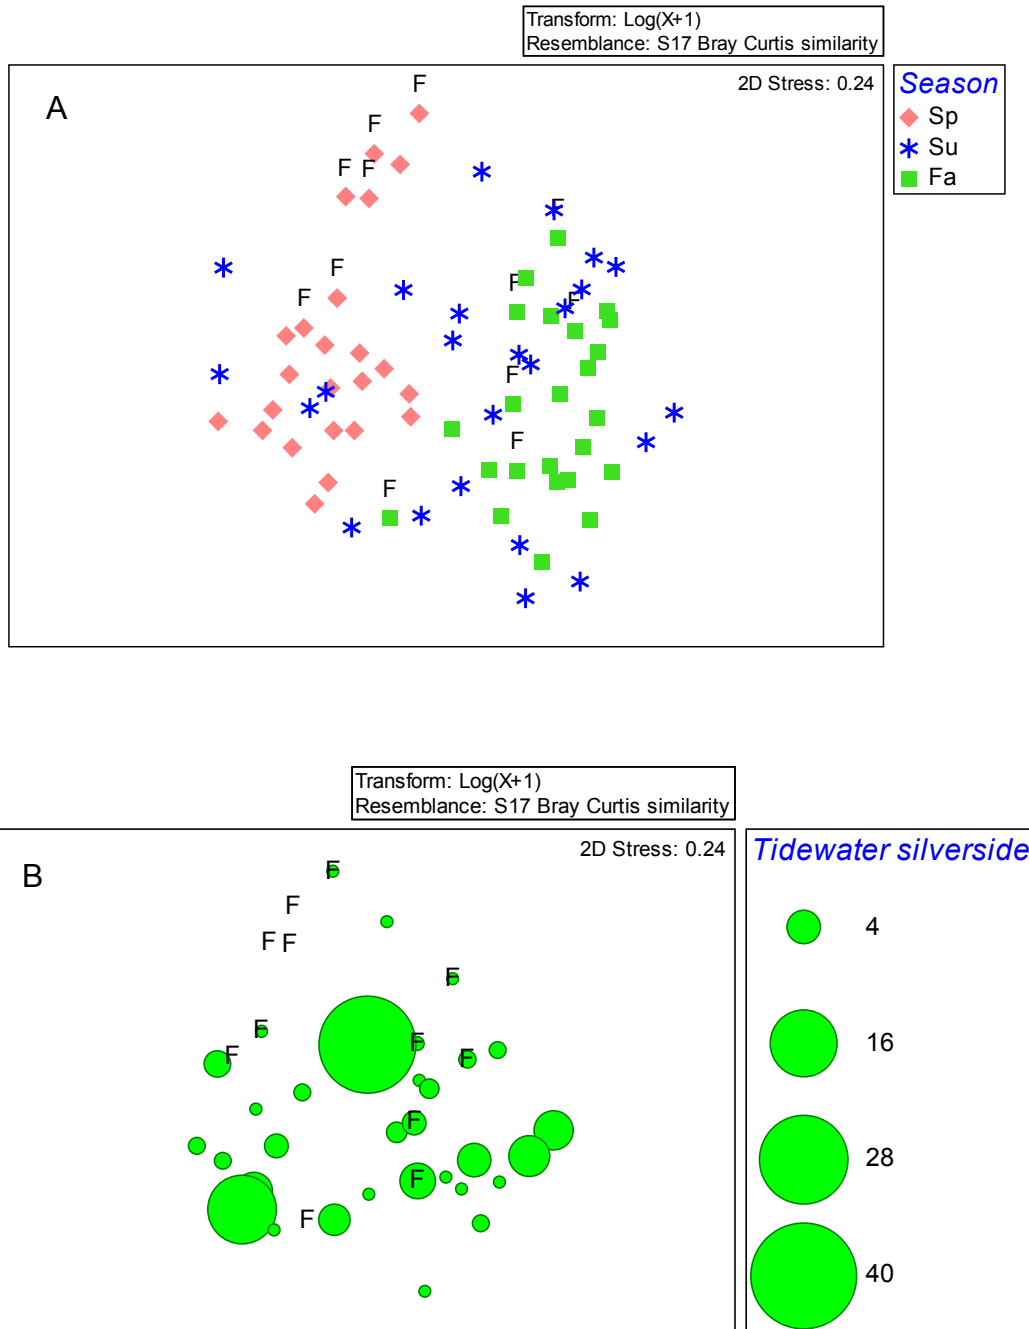 Transform: Log(X+1)
Resemblance: S17 Bray Curtis similarity
A
2D Stress: 0.24
Season
Sp
Su
Fa
F
F
F F
F
F
F
F
F
F
F
F
Transform: Log(X+1)
Resemblance: S17 Bray Curtis similarity
B
2D Stress: 0.24
Tidewater silverside
4
16
28
40
F
F
F F
F
F
F
F
F
F
F
F